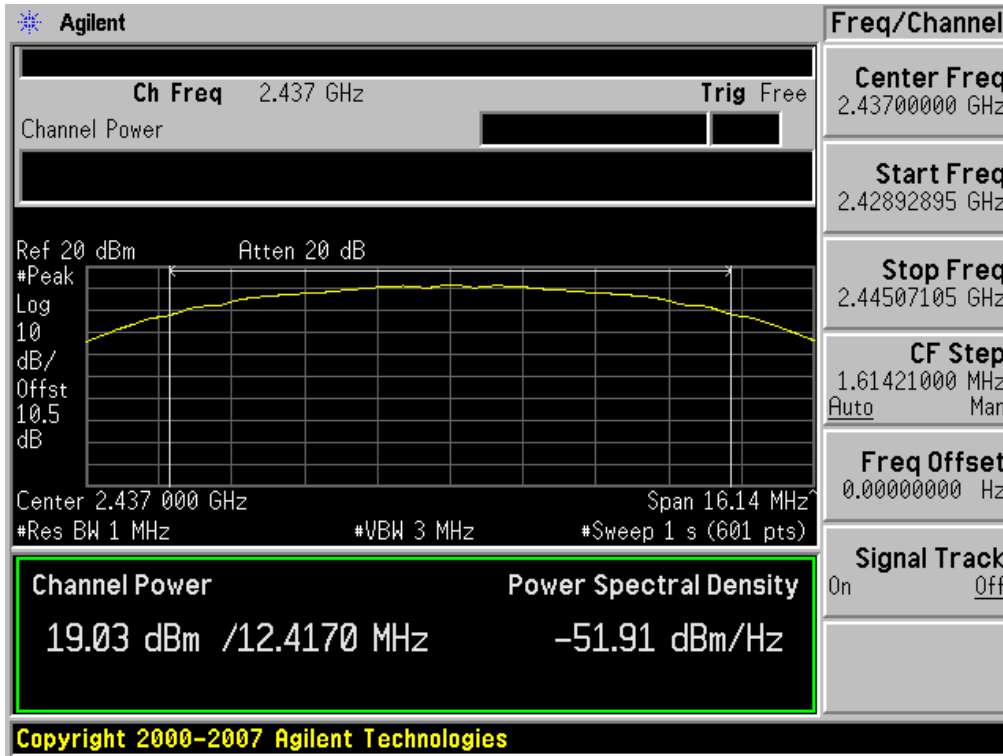 Agilent
Freq/Channel
Ch Freq 2.437 GHz Trig Free
Channel Power
Center Freq
2.43700000 GHz
Start Freq
2.42892895 GHz
Stop Freq
2.44507105 GHz
CF Step
1.61421000 MHz
Auto Man
Freq Offset
0.00000000 Hz
Signal Track
On Off
Ref 20 dBm Atten 20 dB
#Peak
Log
10
dB/
Offst
10.5
dB
Center 2.437 000 GHz Span 16.14 MHz^
#Res BW 1 MHz #VBW 3 MHz #Sweep 1 s (601 pts)
Channel Power Power Spectral Density
19.03 dBm /12.4170 MHz -51.91 dBm/Hz
Copyright 2000-2007 Agilent Technologies